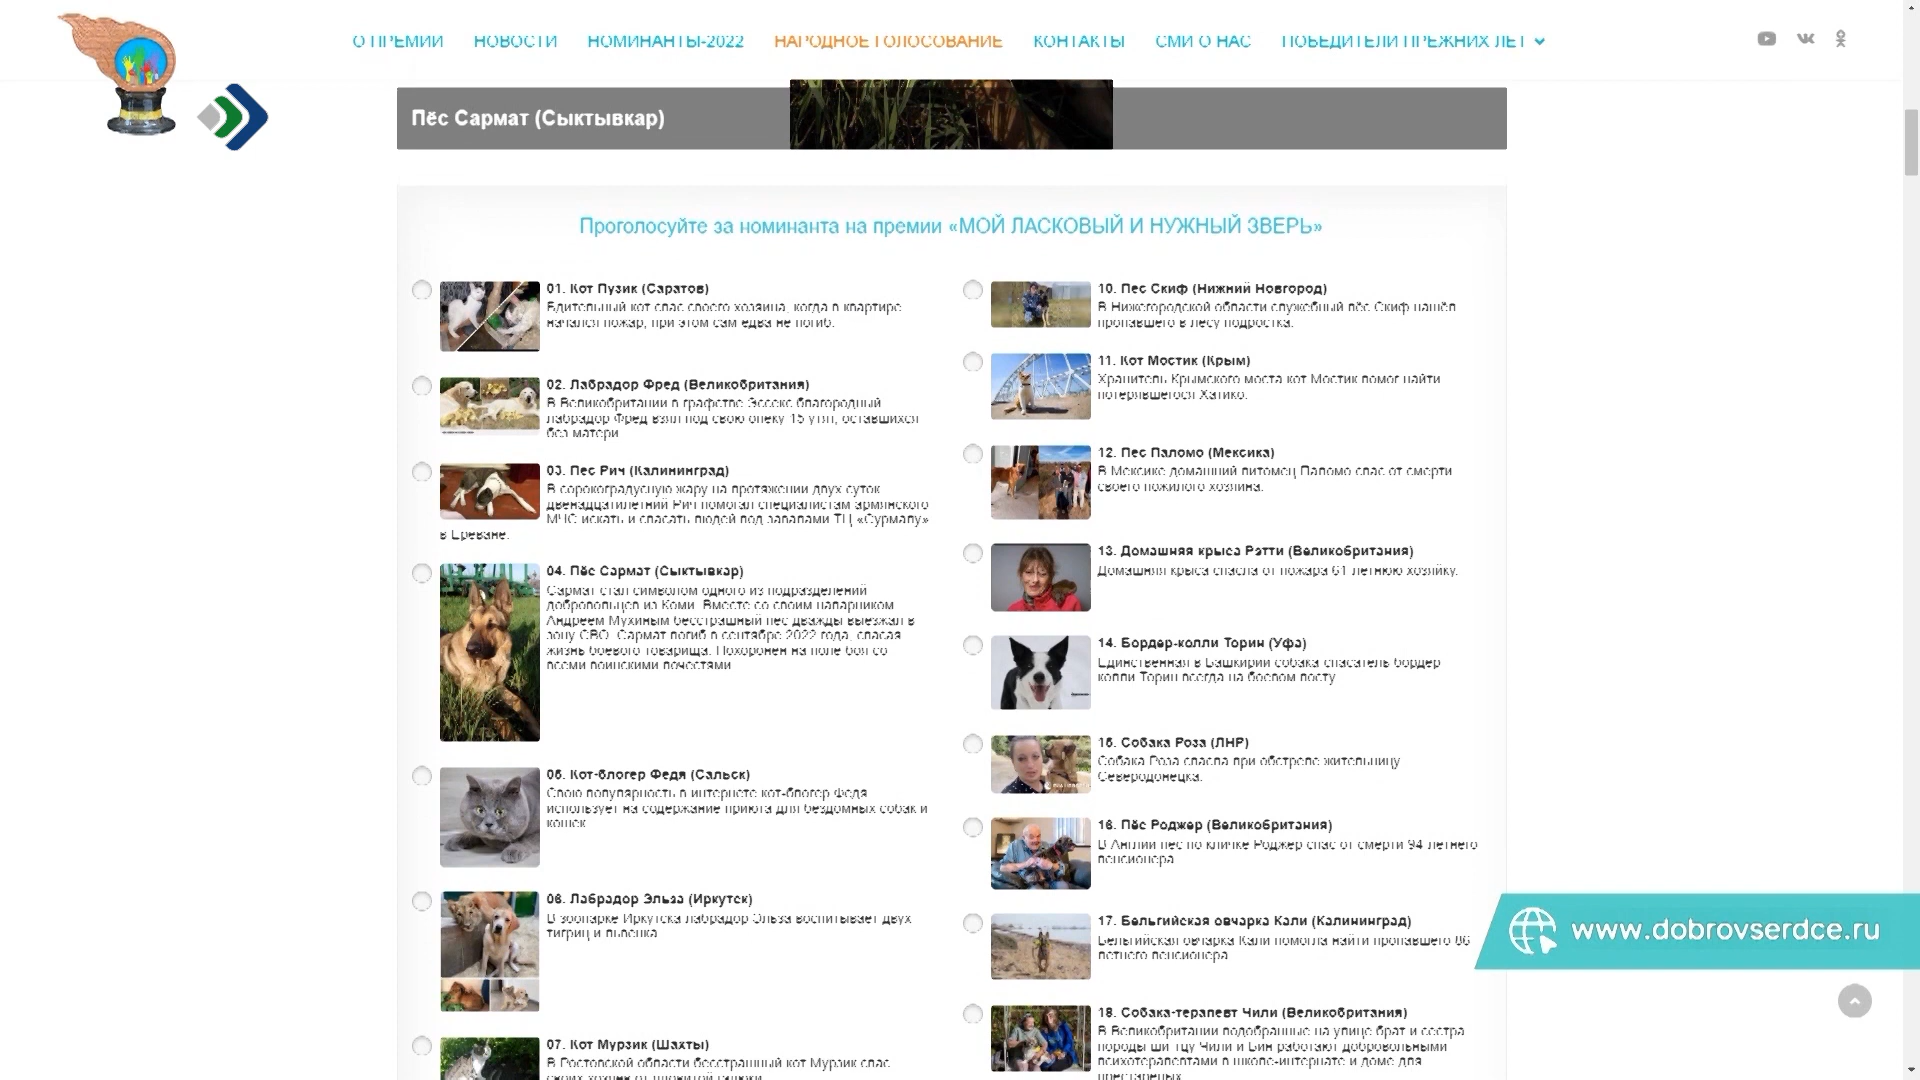 О ПРЕМИИ НОВОСТИ НОМИНАНТЫ-2022 НАРОДНОЕ ГОЛОСОВАНИЕ КОНТАКТЫ СМИ О НАС ПОБЕДИТЕЛИ ПРЕЖНИХ ЛЕТ
Пёс Сармат (Сыктывкар)
Проголосуйте за номинанта на премии «МОЙ ЛАСКОВЫЙ И НУЖНЫЙ ЗВЕРЬ»
01. Кот Пузик (Саратов)
Бдительный кот спас своего хозяина, когда в квартире
начался пожар, при этом сам едва не погиб.
02. Лабрадор Фред (Великобритания)
В Великобритании в графстве Эссекс благородный
лабрадор Фред взял под свою опеку 15 утят, оставшихся
без матери
03. Пес Рич (Калининград)
В сорокоградусную жару на протяжении двух суток
двенадцатилетний Рич помогал специалистам армянского
МЧС искать и спасать людей под завалами ТЦ «Сурмалу»
в Ереване.
04. Пёс Сармат (Сыктывкар)
Сармат стал символом одного из подразделений
добровольцев из Коми. Вместе со своим напарником
Андреем Мухиным бесстрашный пёс дважды выезжал в
зону СВО. Сармат погиб в сентябре 2022 года, спасая
жизнь боевого товарища. Похоронен на поле боя со
всеми воинскими почестями
05. Кот-блогер Федя (Сальск)
Свою популярность в интернете кот-блогер Федя
использует на содержание приюта для бездомных собак и
кошек
06. Лабрадор Эльза (Иркутск)
В зоопарке Иркутска лабрадор Эльза воспитывает двух
тигриц и львенка
07. Кот Мурзик (Шахты)
В Ростовской области бесстрашный кот Мурзик спас
своих хозяев от ядовитой гадюки
10. Пес Скиф (Нижний Новгород)
В Нижегородской области служебный пёс Скиф нашёл
пропавшего в лесу подростка.
11. Кот Мостик (Крым)
Хранитель Крымского моста кот Мостик помог найти
потерявшегося Хатико.
12. Пес Паломо (Мексика)
В Мексике домашний питомец Паломо спас от смерти
своего пожилого хозяина.
13. Домашняя крыса Рэтти (Великобритания)
Домашняя крыса спасла от пожара 61 летнюю хозяйку.
14. Бордер-колли Торин (Уфа)
Единственная в Башкирии собака спасатель бордер
колли Торин всегда на боевом посту
15. Собака Роза (ЛНР)
Собака Роза спасла при обстреле жительницу
Северодонецка.
16. Пёс Роджер (Великобритания)
В Англии пес по кличке Роджер спас от смерти 94 летнего
пенсионера
17. Бельгийская овчарка Кали (Калининград)
Бельгийская овчарка Кали помогла найти пропавшего 86
летнего пенсионера
18. Собака-терапевт Чили (Великобритания)
В Великобритании подобранные на улице брат и сестра
породы ши тцу Чили и Бин работают добровольными
психотерапевтами в школе-интернате и доме для
престарелых
www.dobrovserdce.ru